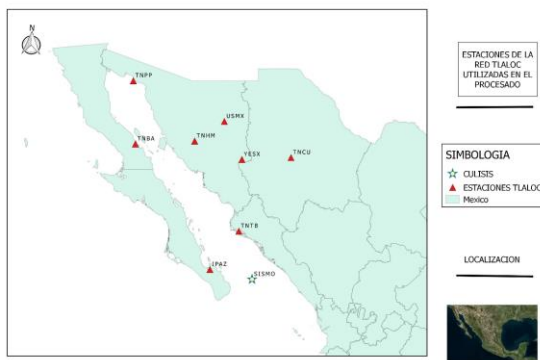 N
TNPP
USMX
TNBA
TNHM
YESX
TNCU
TNTB
IPAZ
SISMO
ESTACIONES DE LA
RED TLALOC
UTILIZADAS EN EL
PROCESADO
SIMBOLOGIA
CULISIS
ESTACIONES TLALOC
Mexico
LOCALIZACION